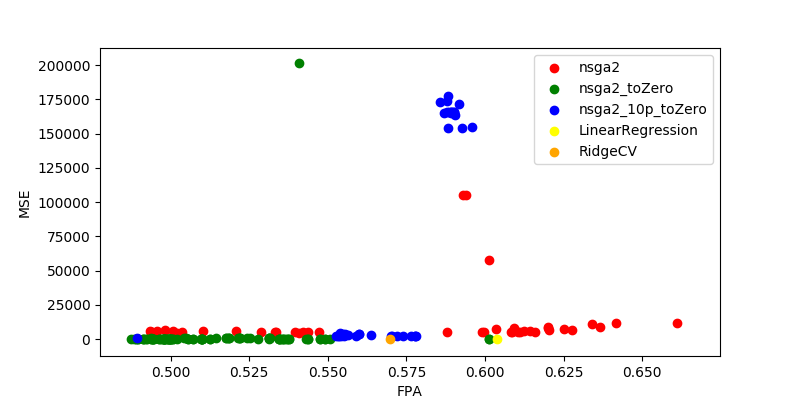 nsga2
nsga2_toZero
nsga2_10p_toZero
LinearRegression
RidgeCV
MSE
200000
175000
150000
125000
100000
75000
50000
25000
0
0.500 0.525 0.550 0.575 0.600 0.625 0.650
FPA